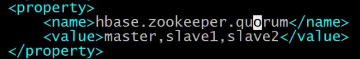 <property>
<name>hbase.zookeeper.quorum</name>
<value>master,slave1,slave2</value>
</property>